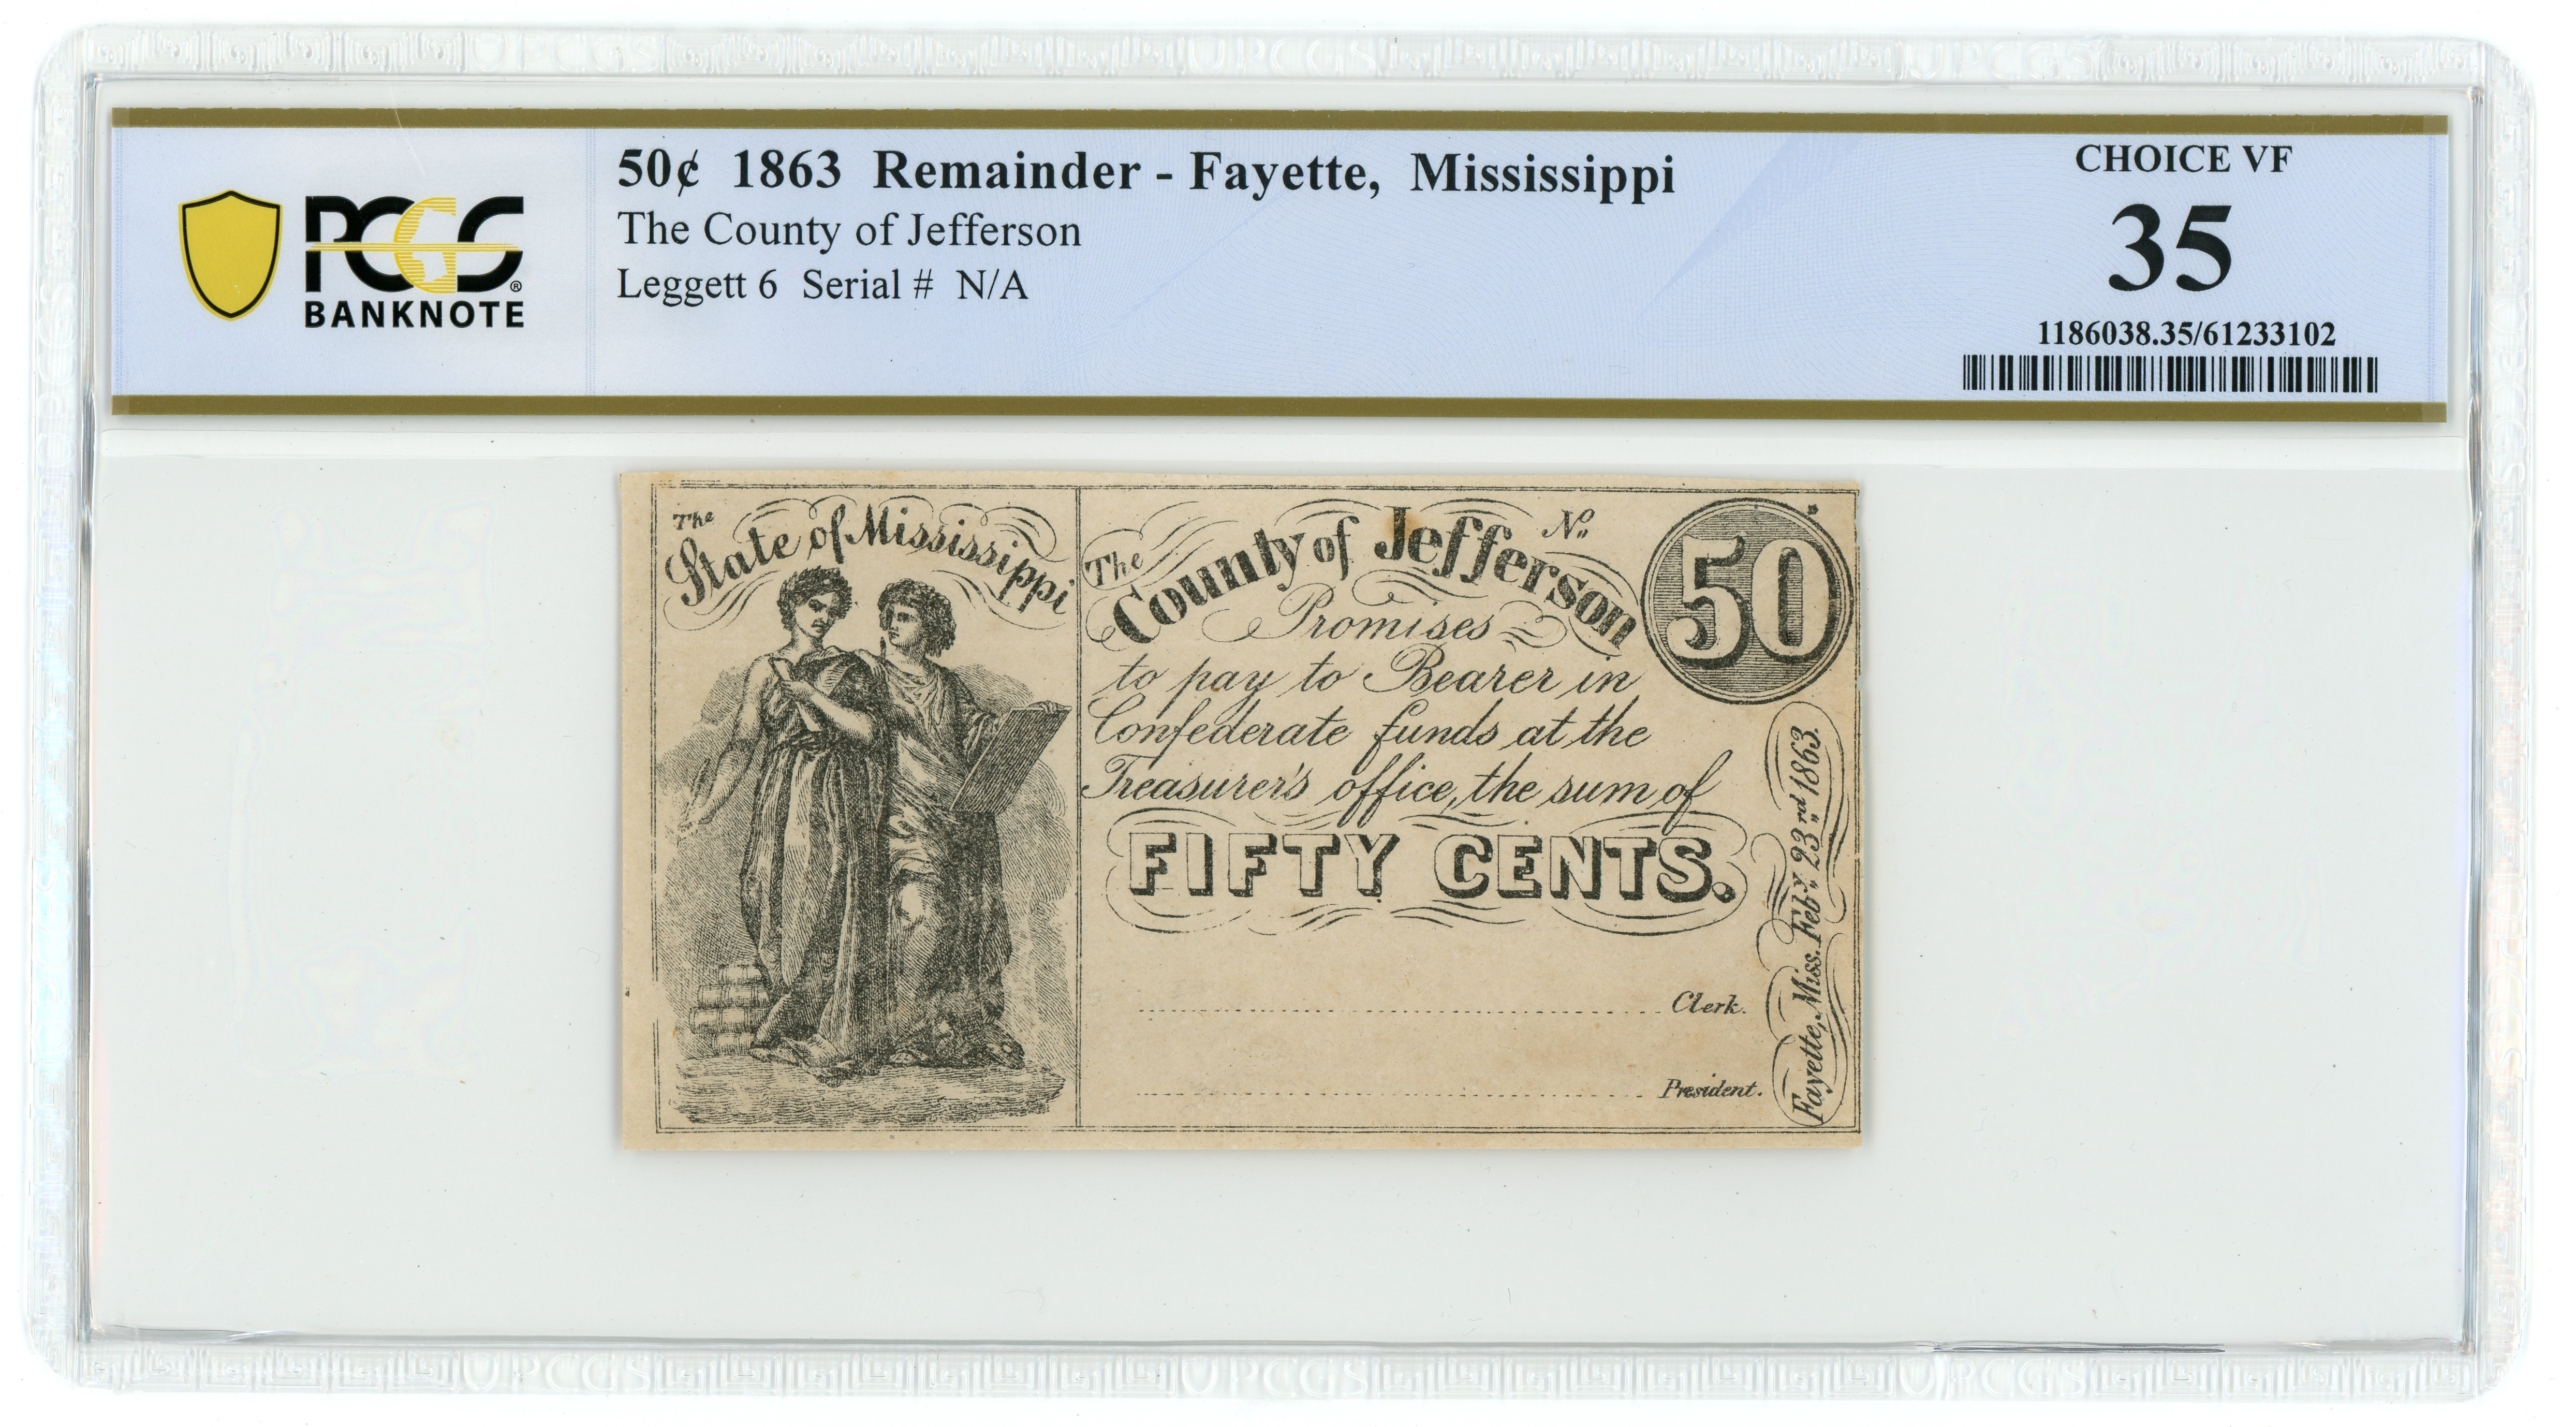 50¢ 1863 Remainder - Fayette, Mississippi
The County of Jefferson
Leggett 6 Serial # N/A
PCGS®
BANKNOTE
CHOICE VF
35
1186038.35/61233102
The
State of Mississippi
The
County of Jefferson
No.
50
Promises
to pay to Bearer in
Confederate funds at the
Treasurer's office, the sum of
FIFTY CENTS.
Clerk.
President.
Fayette, Miss. Feby. 23rd 1863.